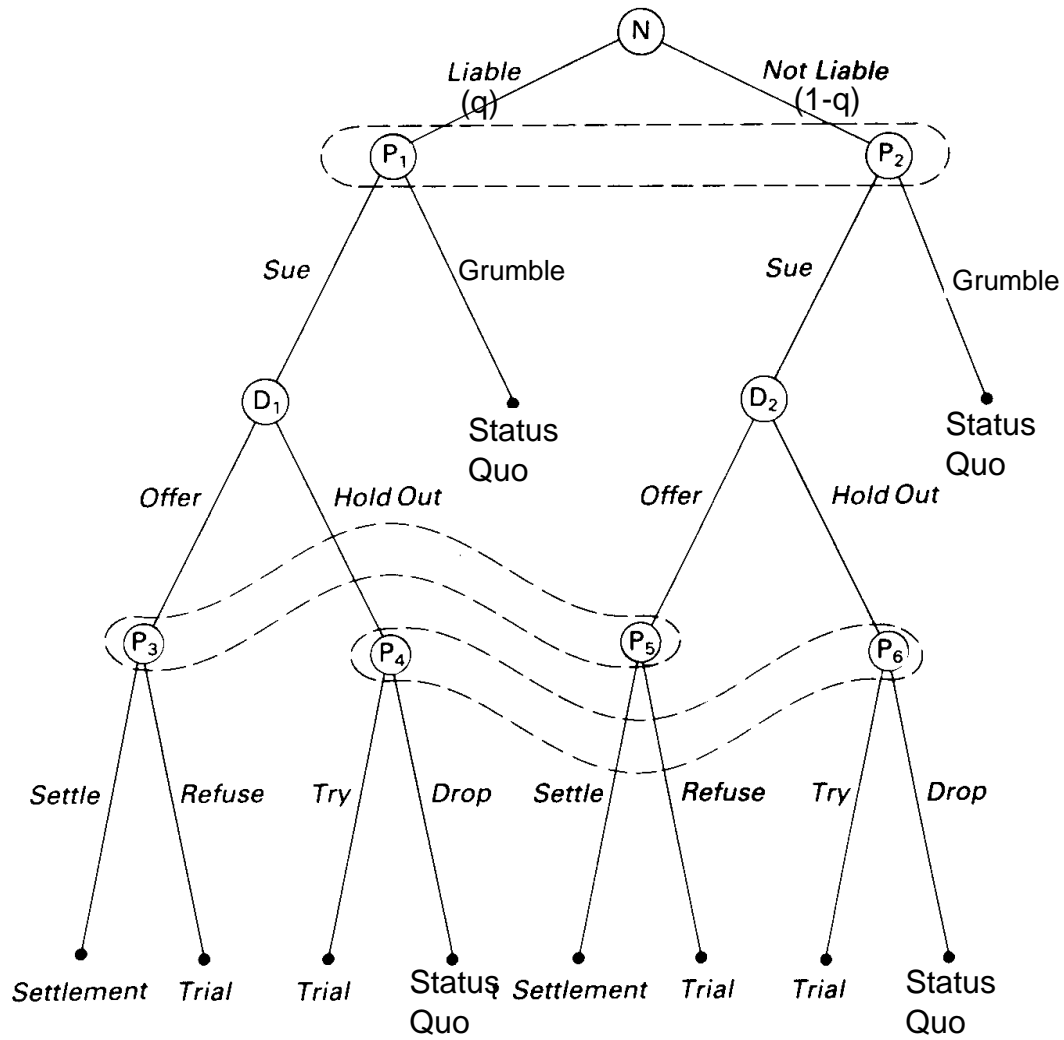 N
Liable
(q)
Not Liable
(1-q)
P1
P2
Sue
Grumble
Sue
Grumble
D1
D2
Status
Quo
Status
Quo
Offer
Hold Out
Offer
Hold Out
P3
P4
P5
P6
Settle
Refuse
Try
Drop
Settle
Refuse
Try
Drop
Settlement
Trial
Trial
Status
Quo
Settlement
Trial
Trial
Status
Quo